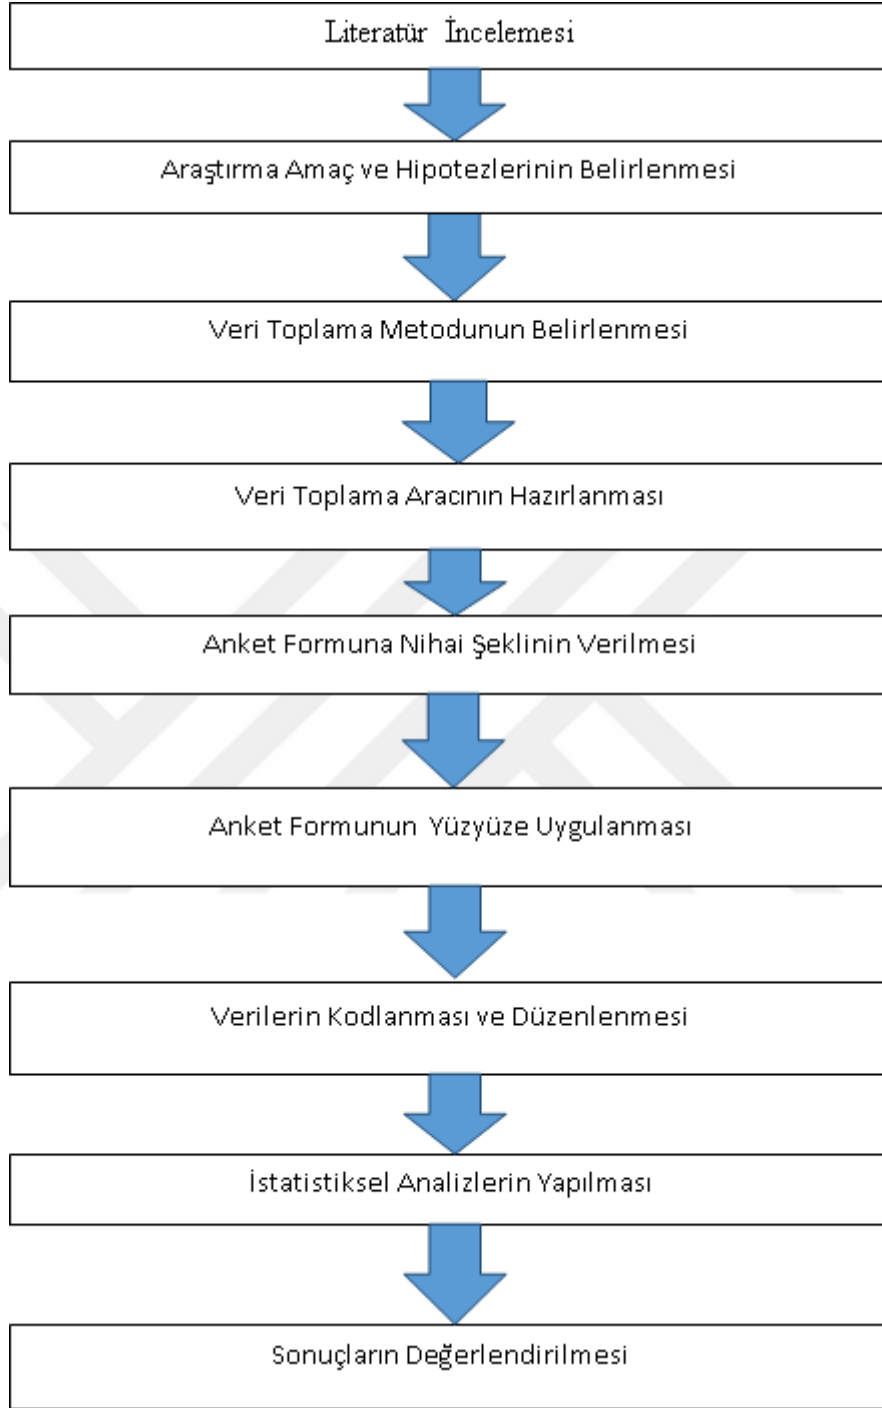 Literatür İncelemesi
Araştırma Amaç ve Hipotezlerinin Belirlenmesi
Veri Toplama Metodunun Belirlenmesi
Veri Toplama Aracının Hazırlanması
Anket Formuna Nihai Şeklinin Verilmesi
Anket Formunun Yüzyüze Uygulanması
Verilerin Kodlanması ve Düzenlenmesi
İstatistiksel Analizlerin Yapılması
Sonuçların Değerlendirilmesi